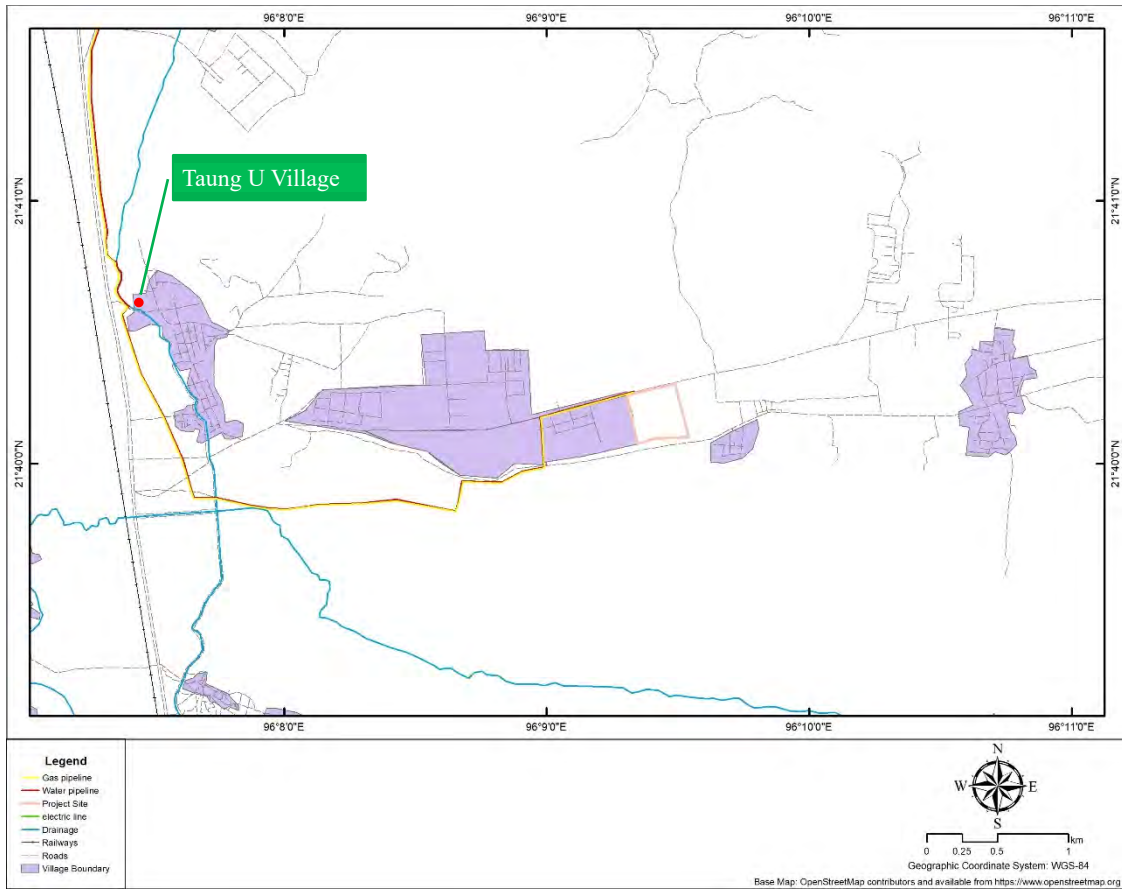 96°8'0"E 96°9'0"E 96°10'0"E 96°11'0"E
21°41'0"N 21°41'0"N
Taung U Village
21°40'0"N 21°40'0"N
96°8'0"E 96°9'0"E 96°10'0"E 96°11'0"E
Legend
Gas pipeline
Water pipeline
Project Site
electric line
Drainage
Railways
Roads
Village Boundary
N
W E
S
km
0 0.25 0.5 1
Geographic Coordinate System: WGS-84
Base Map: OpenStreetMap contributors and available from https://www.openstreetmap.org